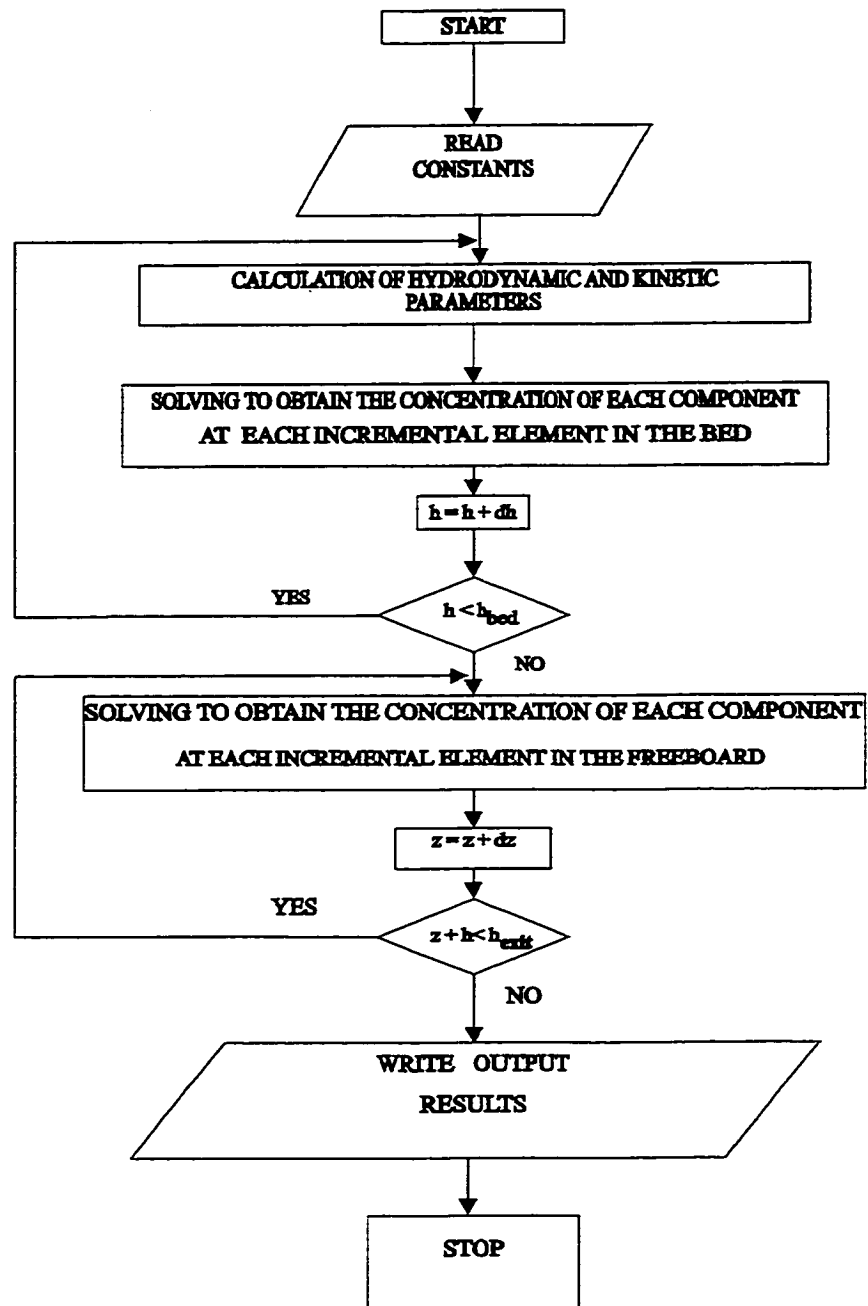 START
READ
CONSTANTS
CALCULATION OF HYDRODYNAMIC AND KINETIC
PARAMETERS
SOLVING TO OBTAIN THE CONCENTRATION OF EACH COMPONENT
AT EACH INCREMENTAL ELEMENT IN THE BED
h = h + dh
YES
h < h_bed
NO
SOLVING TO OBTAIN THE CONCENTRATION OF EACH COMPONENT
AT EACH INCREMENTAL ELEMENT IN THE FREEBOARD
z = z + dz
YES
z + h < h_exit
NO
WRITE OUTPUT
RESULTS
STOP